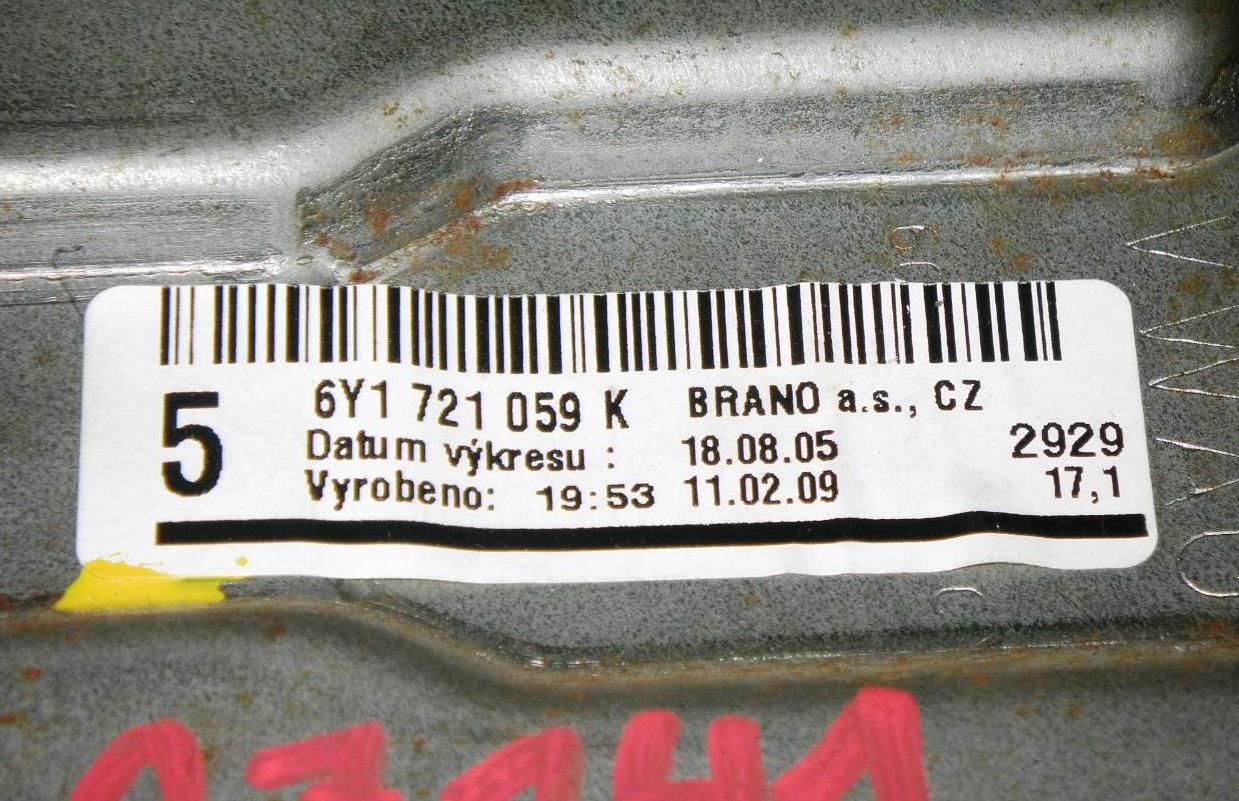 5
6Y1 721 059 K BRANO a.s., CZ
Datum výkresu : 18.08.05 2929
Vyrobeno: 19:53 11.02.09 17,1